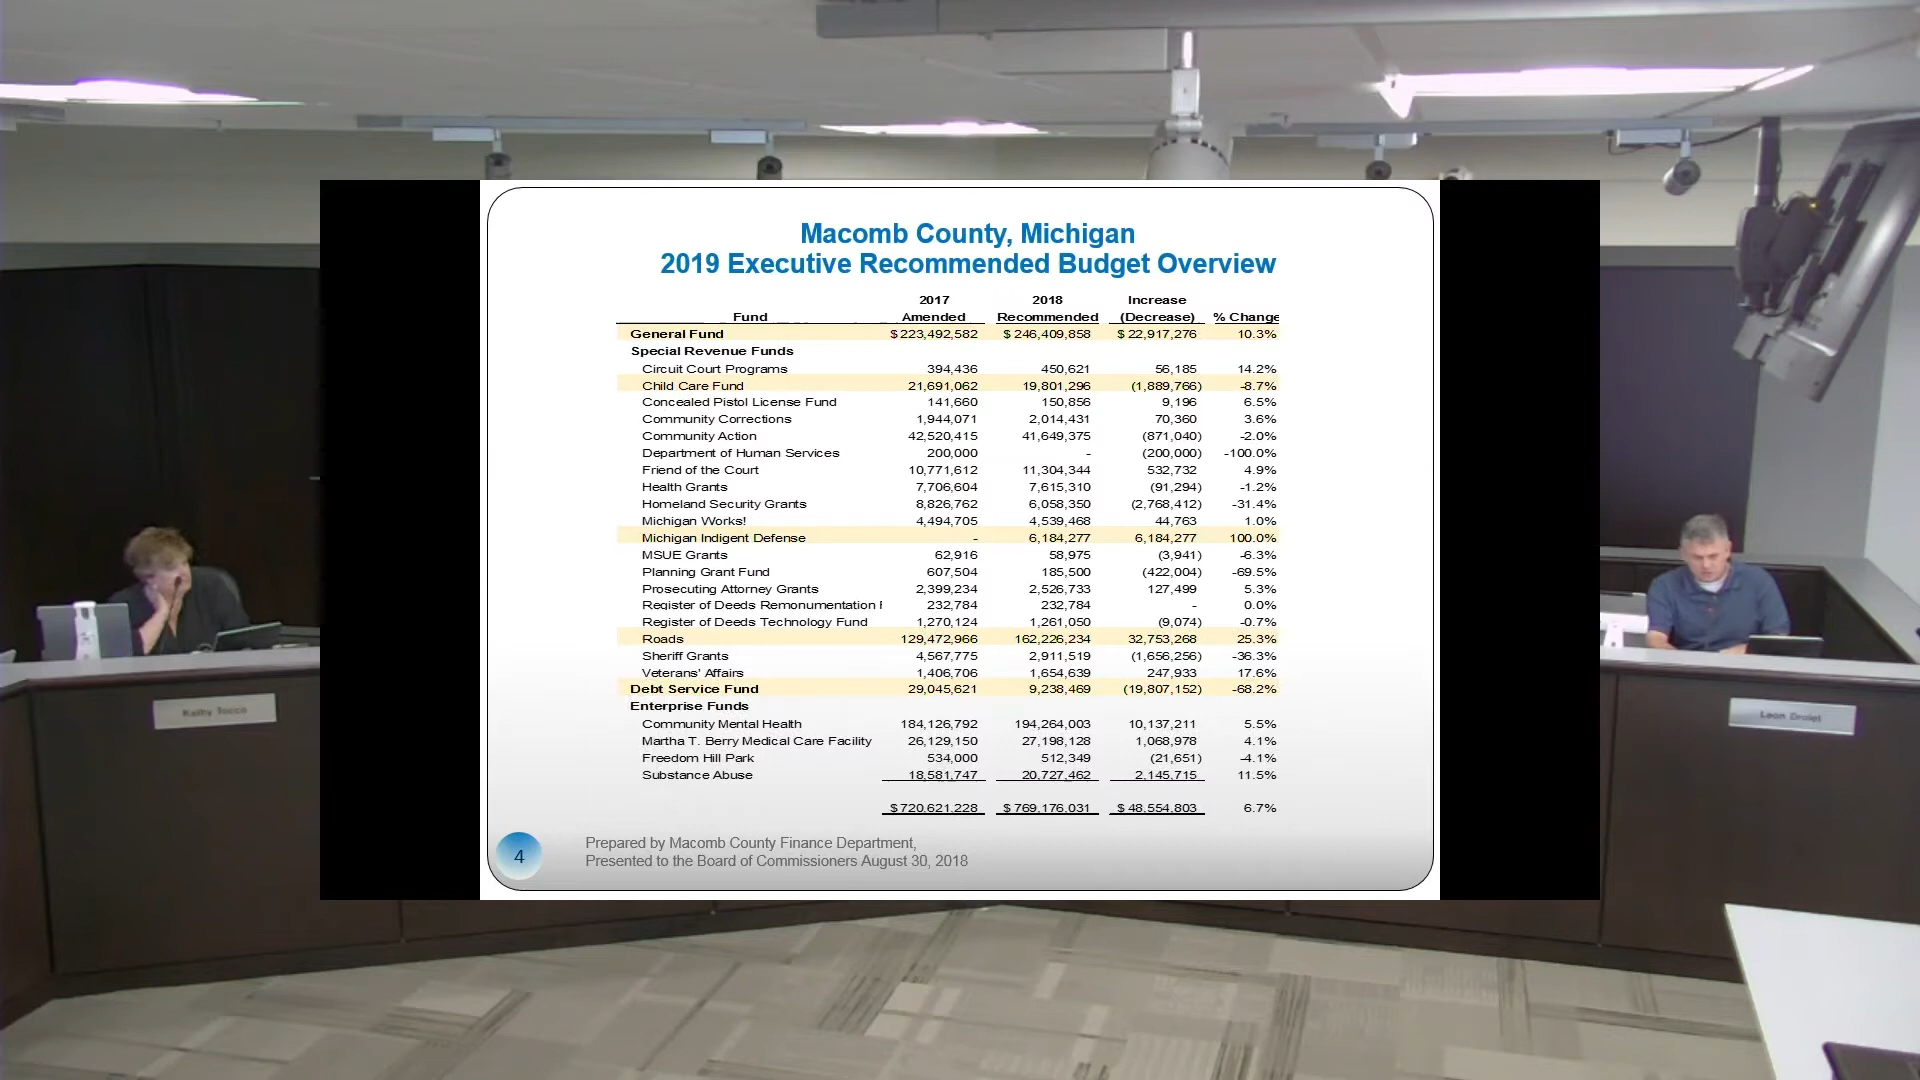 Macomb County, Michigan
2019 Executive Recommended Budget Overview
2017 2018 Increase
Fund Amended Recommended (Decrease) % Change
General Fund $ 223,492,582 $ 246,409,858 $ 22,917,276 10.3%
Special Revenue Funds
Circuit Court Programs 394,436 450,621 56,185 14.2%
Child Care Fund 21,691,062 19,801,296 (1,889,766) -8.7%
Concealed Pistol License Fund 141,660 150,856 9,196 6.5%
Community Corrections 1,944,071 2,014,431 70,360 3.6%
Community Action 42,520,415 41,649,375 (871,040) -2.0%
Department of Human Services 200,000 - (200,000) -100.0%
Friend of the Court 10,771,612 11,304,344 532,732 4.9%
Health Grants 7,706,604 7,615,310 (91,294) -1.2%
Homeland Security Grants 8,826,762 6,058,350 (2,768,412) -31.4%
Michigan Works! 4,494,705 4,539,468 44,763 1.0%
Michigan Indigent Defense - 6,184,277 6,184,277 100.0%
MSUE Grants 62,916 58,975 (3,941) -6.3%
Planning Grant Fund 607,504 185,500 (422,004) -69.5%
Prosecuting Attorney Grants 2,399,234 2,526,733 127,499 5.3%
Register of Deeds Remonumentation F 232,784 232,784 - 0.0%
Register of Deeds Technology Fund 1,270,124 1,261,050 (9,074) -0.7%
Roads 129,472,966 162,226,234 32,753,268 25.3%
Sheriff Grants 4,567,775 2,911,519 (1,656,256) -36.3%
Veterans' Affairs 1,406,706 1,654,639 247,933 17.6%
Debt Service Fund 29,045,621 9,238,469 (19,807,152) -68.2%
Enterprise Funds
Community Mental Health 184,126,792 194,264,003 10,137,211 5.5%
Martha T. Berry Medical Care Facility 26,129,150 27,198,128 1,068,978 4.1%
Freedom Hill Park 534,000 512,349 (21,651) -4.1%
Substance Abuse 18,581,747 20,727,462 2,145,715 11.5%
$ 720,621,228 $ 769,176,031 $ 48,554,803 6.7%
4
Prepared by Macomb County Finance Department,
Presented to the Board of Commissioners August 30, 2018
Kathy Tocco
Leon Drolet